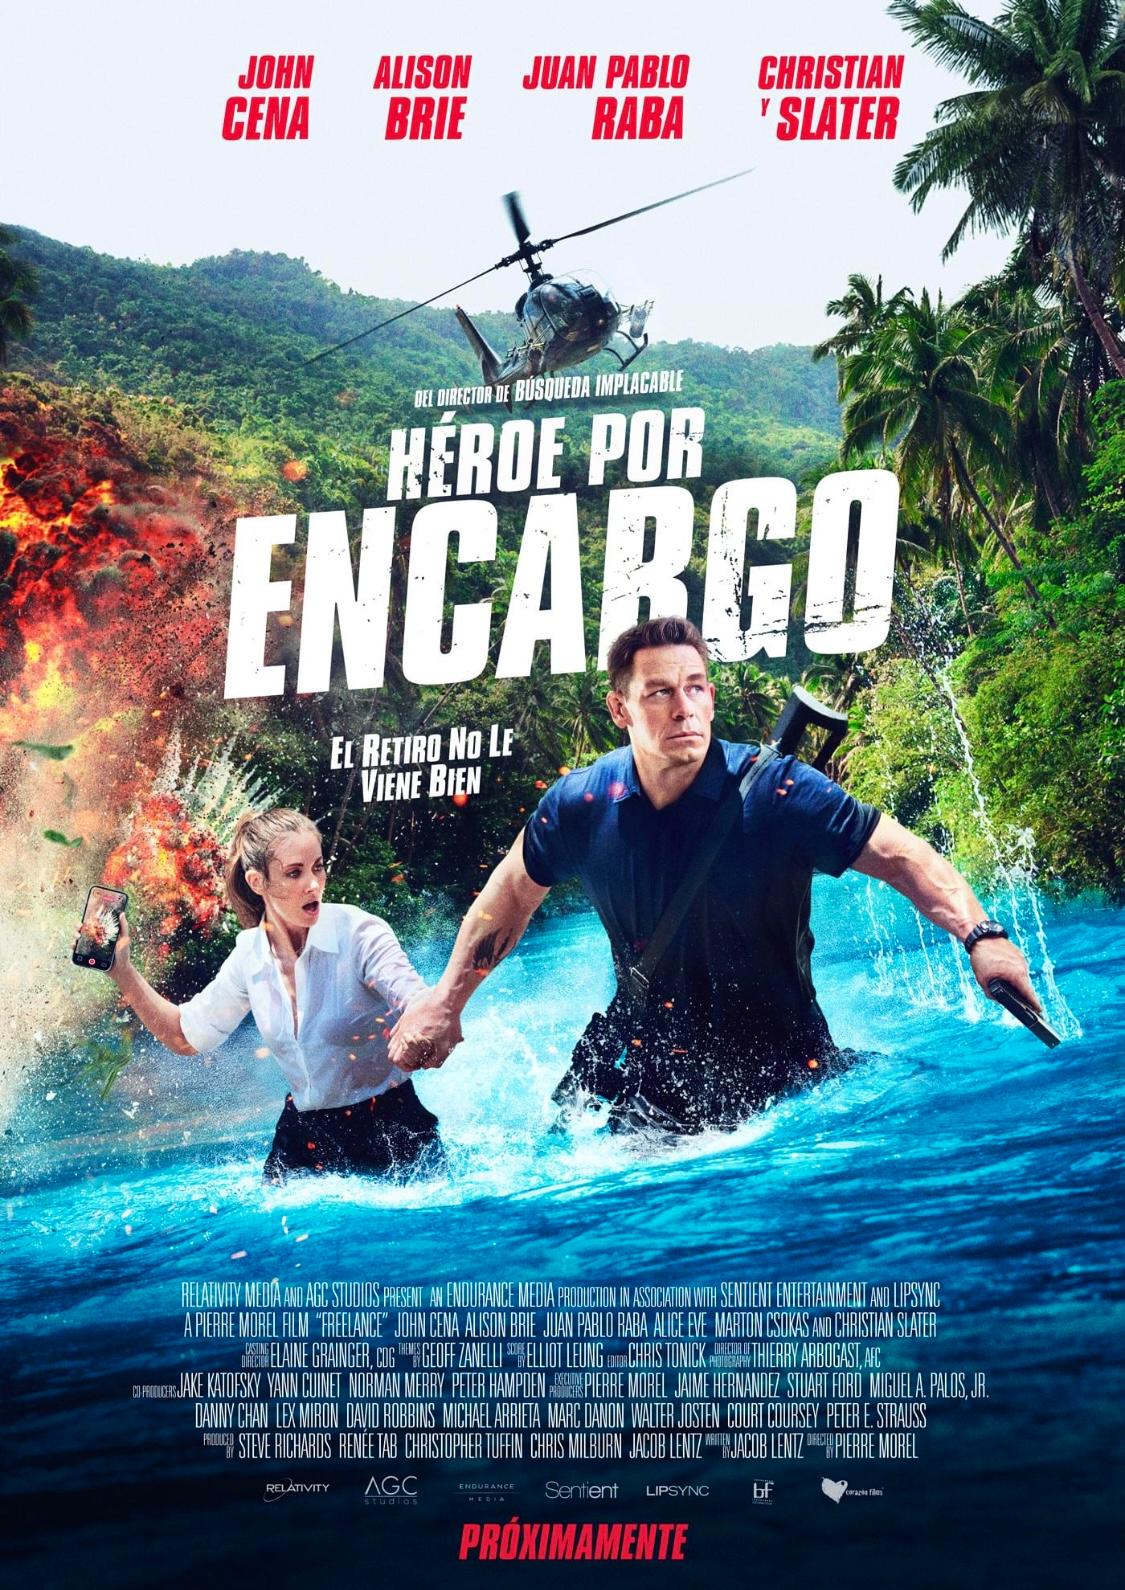 JOHN CENA
ALISON BRIE
JUAN PABLO RABA
Y CHRISTIAN SLATER
DEL DIRECTOR DE BÚSQUEDA IMPLACABLE
HÉROE POR
ENCARGO
EL RETIRO NO LE
VIENE BIEN
RELATIVITY MEDIA AND AGC STUDIOS PRESENT AN ENDURANCE MEDIA PRODUCTION IN ASSOCIATION WITH SENTIENT ENTERTAINMENT AND LIPSYNC
A PIERRE MOREL FILM "FREELANCE" JOHN CENA ALISON BRIE JUAN PABLO RABA ALICE EVE MARTON CSOKAS AND CHRISTIAN SLATER
CASTING DIRECTOR ELAINE GRAINGER, CDG THEMES BY GEOFF ZANELLI SCORE BY ELLIOT LEUNG EDITOR CHRIS TONICK DIRECTOR OF PHOTOGRAPHY THIERRY ARBOGAST, AFC
CO-PRODUCERS JAKE KATOFSKY YANN CUINET NORMAN MERRY PETER HAMPDEN EXECUTIVE PRODUCERS PIERRE MOREL JAIME HERNANDEZ STUART FORD MIGUEL A. PALOS, JR.
DANNY CHAN LEX MIRON DAVID ROBBINS MICHAEL ARRIETA MARC DANON WALTER JOSTEN COURT COURSEY PETER E. STRAUSS
PRODUCED BY STEVE RICHARDS RENÉE TAB CHRISTOPHER TUFFIN CHRIS MILBURN JACOB LENTZ WRITTEN BY JACOB LENTZ DIRECTED BY PIERRE MOREL
RELATIVITY AGC studios ENDURANCE MEDIA Sentient LIPSYNC bf corazón films
PRÓXIMAMENTE